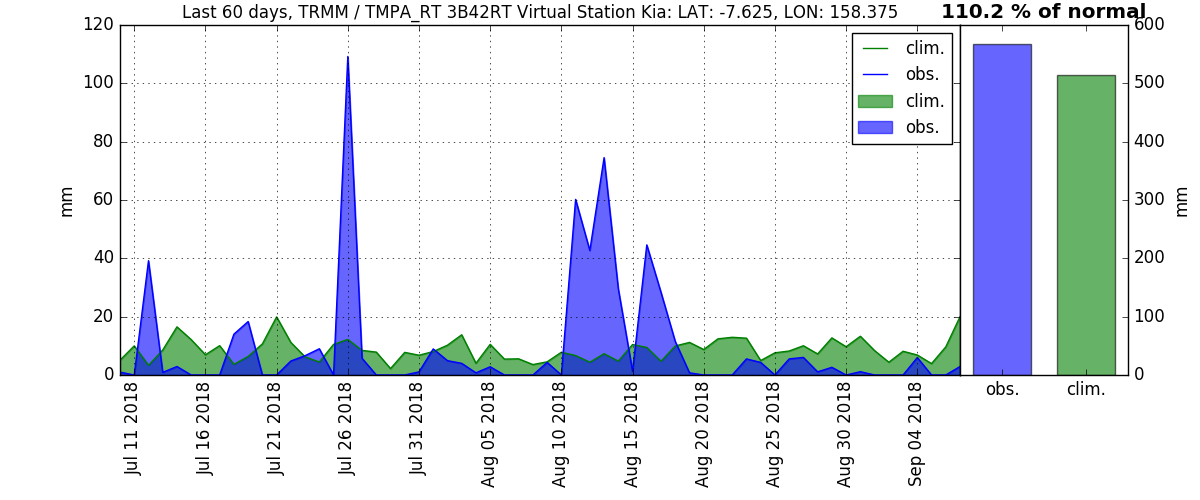 Last 60 days, TRMM / TMPA_RT 3B42RT Virtual Station Kia: LAT: -7.625, LON: 158.375
110.2 % of normal
120
100
80
60
40
20
0
mm
clim.
obs.
clim.
obs.
600
500
400
300
200
100
0
mm
Jul 11 2018
Jul 16 2018
Jul 21 2018
Jul 26 2018
Jul 31 2018
Aug 05 2018
Aug 10 2018
Aug 15 2018
Aug 20 2018
Aug 25 2018
Aug 30 2018
Sep 04 2018
obs.
clim.